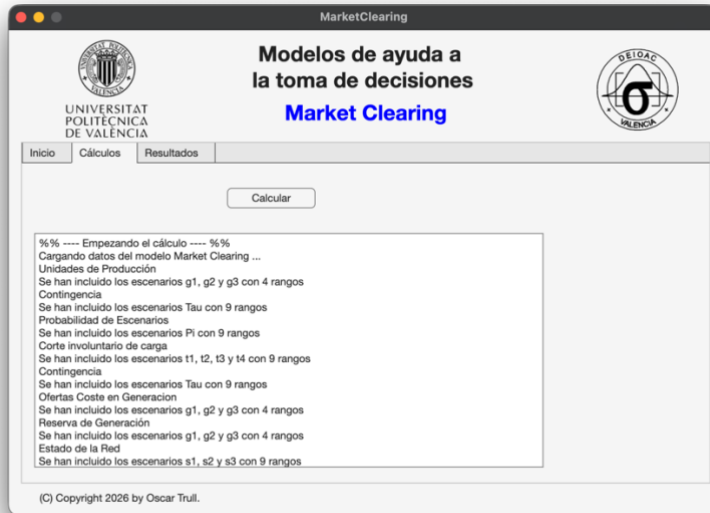 MarketClearing
UNIVERSITAT
POLITÈCNICA
DE VALÈNCIA
Modelos de ayuda a
la toma de decisiones
Market Clearing
DEIOAC
σ
VALENCIA
Inicio
Cálculos
Resultados
Calcular
%% ---- Empezando el cálculo ---- %%
Cargando datos del modelo Market Clearing ...
Unidades de Producción
Se han incluido los escenarios g1, g2 y g3 con 4 rangos
Contingencia
Se han incluido los escenarios Tau con 9 rangos
Probabilidad de Escenarios
Se han incluido los escenarios Pi con 9 rangos
Corte involuntario de carga
Se han incluido los escenarios t1, t2, t3 y t4 con 9 rangos
Contingencia
Se han incluido los escenarios Tau con 9 rangos
Ofertas Coste en Generacion
Se han incluido los escenarios g1, g2 y g3 con 4 rangos
Reserva de Generación
Se han incluido los escenarios g1, g2 y g3 con 4 rangos
Estado de la Red
Se han incluido los escenarios s1, s2 y s3 con 9 rangos
(C) Copyright 2026 by Oscar Trull.